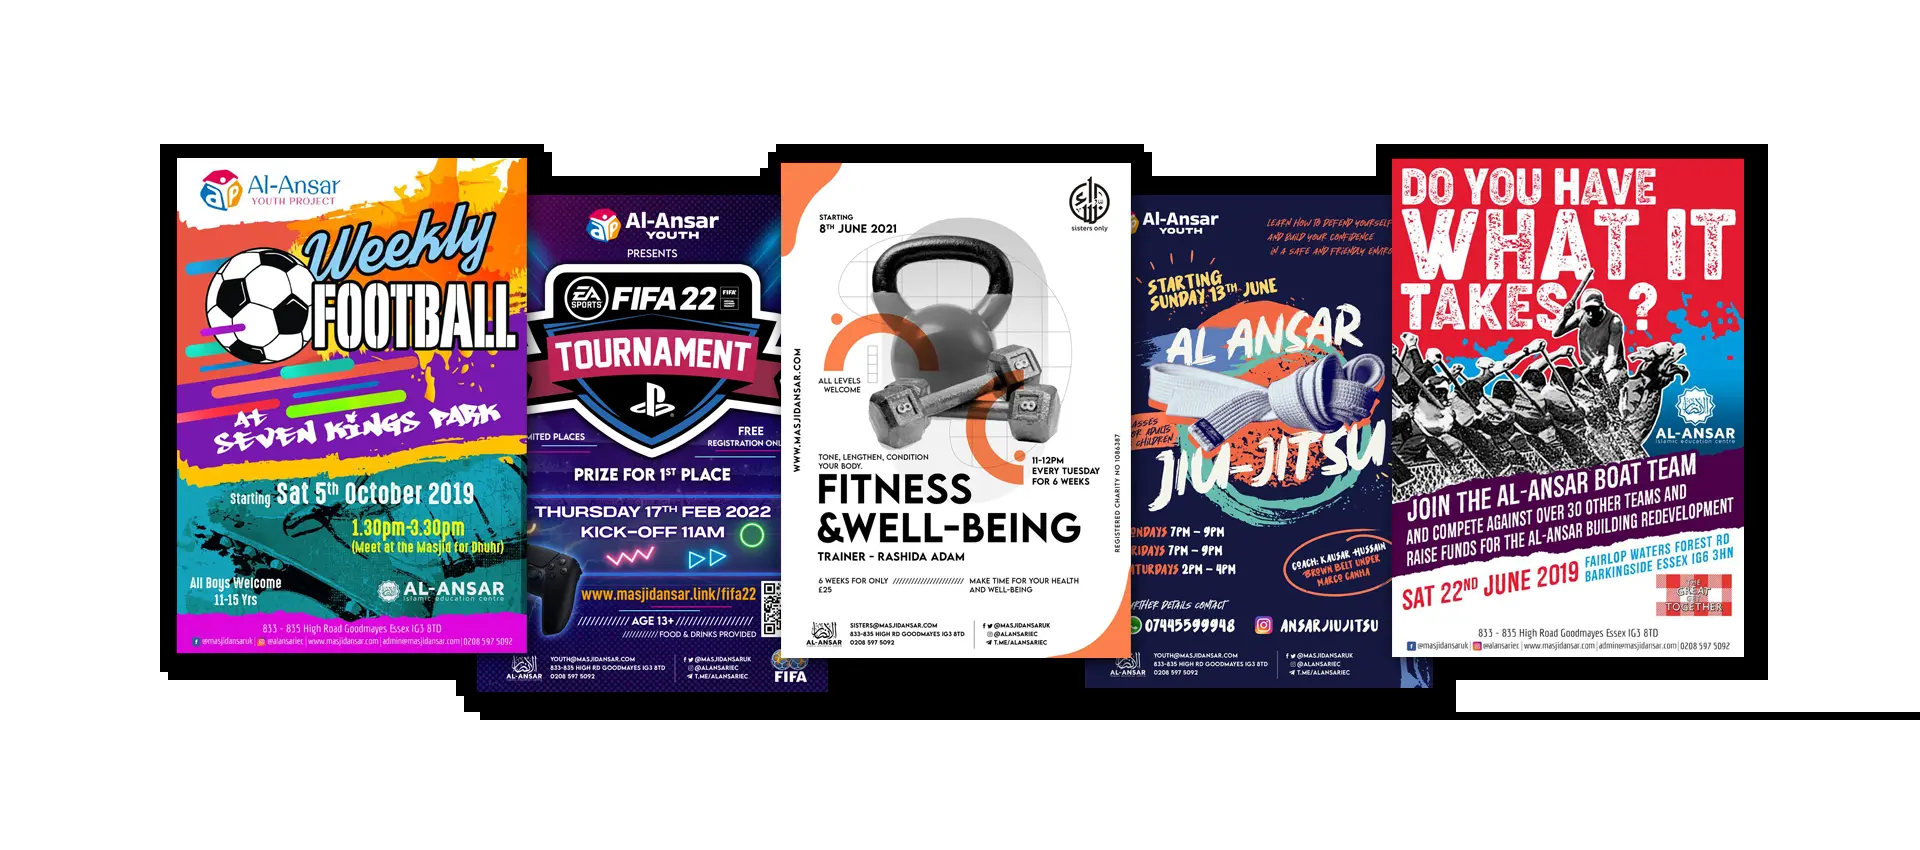 Al-Ansar
YOUTH PROJECT
Weekly
FOOTBALL
AT
SEVEN KINGS PARK
Starting Sat 5th October 2019
1.30pm-3.30pm
(Meet at the Masjid for Dhuhr)
All Boys Welcome
11-15 Yrs
AL-ANSAR
islamic education centre
833 - 835 High Road Goodmayes Essex IG3 8TD
@masjidansaruk | @alansariec | www.masjidansar.com | admin@masjidansar.com | 0208 597 5092
Al-Ansar
YOUTH
PRESENTS
EA
SPORTS
FIFA 22
FIFA
TOURNAMENT
PLACES
FREE
REGISTRATION
PRIZE FOR 1ST PLACE
THURSDAY 17TH FEB 2022
KICK-OFF 11AM
www.masjidansar.link/fifa22
AGE 13+
FOOD & DRINKS PROVIDED
AL-ANSAR
YOUTH@MASJIDANSAR.COM
833-835 HIGH RD GOODMAYES IG3 8TD
0208 597 5092
@MASJIDANSARUK
@ALANSARIEC
T.ME/ALANSARIEC
FIFA
STARTING
8TH JUNE 2021
sisters only
WWW.MASJIDANSAR.COM
ALL LEVELS
WELCOME
8
8
8
TONE, LENGTHEN, CONDITION
YOUR BODY.
11-12PM
EVERY TUESDAY
FOR 6 WEEKS
FITNESS
&WELL-BEING
TRAINER - RASHIDA ADAM
REGISTERED CHARITY NO 1086387
6 WEEKS FOR ONLY
£25
MAKE TIME FOR YOUR HEALTH
AND WELL-BEING
AL-ANSAR
SISTERS@MASJIDANSAR.COM
833-835 HIGH RD GOODMAYES IG3 8TD
0208 597 5092
@MASJIDANSARUK
@ALANSARIEC
T.ME/ALANSARIEC
Al-Ansar
YOUTH
LEARN HOW TO DEFEND YOURSELF
AND BUILD YOUR CONFIDENCE
IN A SAFE AND FRIENDLY
STARTING
SUNDAY 13TH JUNE
AL ANSAR
JIU-JITSU
ADULTS
CHILDREN
7PM - 9PM
7PM - 9PM
2PM - 4PM
COACH: KAUSAR HUSSAIN
BROWN BELT UNDER
MARCO CANHA
DETAILS CONTACT
07445599948
ANSARJIUJITSU
AL-ANSAR
YOUTH@MASJIDANSAR.COM
833-835 HIGH RD GOODMAYES IG3 8TD
0208 597 5092
@MASJIDANSARUK
@ALANSARIEC
T.ME/ALANSARIEC
DO YOU HAVE
WHAT IT
TAKES ?
AL-ANSAR
islamic education centre
JOIN THE AL-ANSAR BOAT TEAM
AND COMPETE AGAINST OVER 30 OTHER TEAMS AND
RAISE FUNDS FOR THE AL-ANSAR BUILDING REDEVELOPMENT
SAT 22ND JUNE 2019
FAIRLOP WATERS FOREST RD
BARKINGSIDE ESSEX IG6 3HN
THE
GREAT
GET
TOGETHER
833 - 835 High Road Goodmayes Essex IG3 8TD
@masjidansaruk | @alansariec | www.masjidansar.com | admin@masjidansar.com | 0208 597 5092